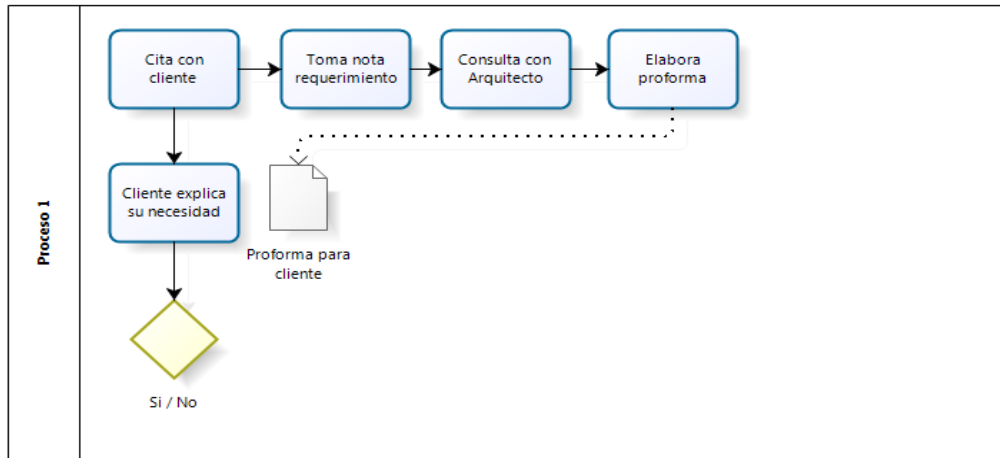 Proceso 1
Cita con
cliente
Toma nota
requerimiento
Consulta con
Arquitecto
Elabora
proforma
Cliente explica
su necesidad
Proforma para
cliente
Si / No